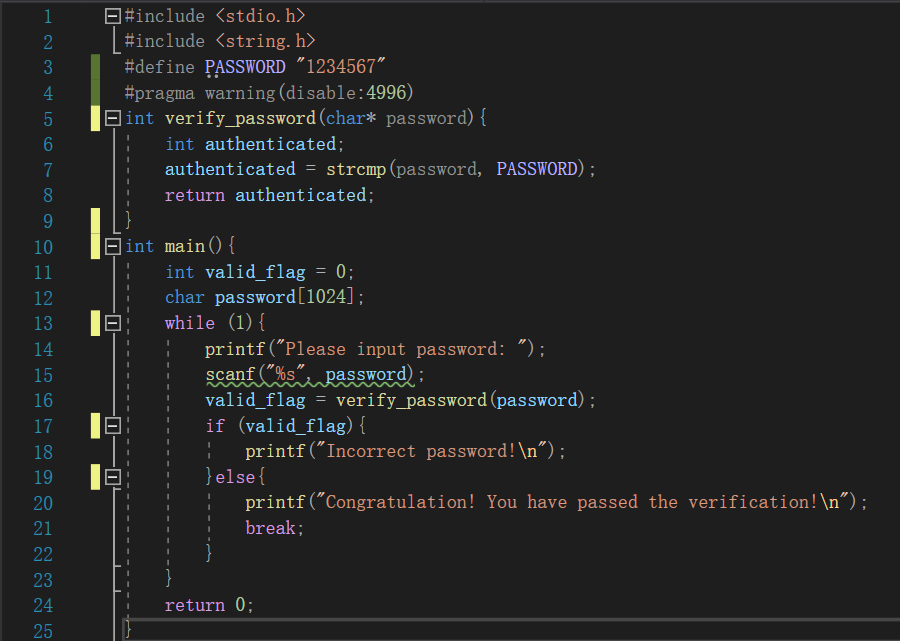 1 #include <stdio.h>
2 #include <string.h>
3 #define PASSWORD "1234567"
4 #pragma warning(disable:4996)
5 int verify_password(char* password){
6 int authenticated;
7 authenticated = strcmp(password, PASSWORD);
8 return authenticated;
9 }
10 int main(){
11 int valid_flag = 0;
12 char password[1024];
13 while (1){
14 printf("Please input password: ");
15 scanf("%s", password);
16 valid_flag = verify_password(password);
17 if (valid_flag){
18 printf("Incorrect password!\n");
19 }else{
20 printf("Congratulation! You have passed the verification!\n");
21 break;
22 }
23 }
24 return 0;
25 }